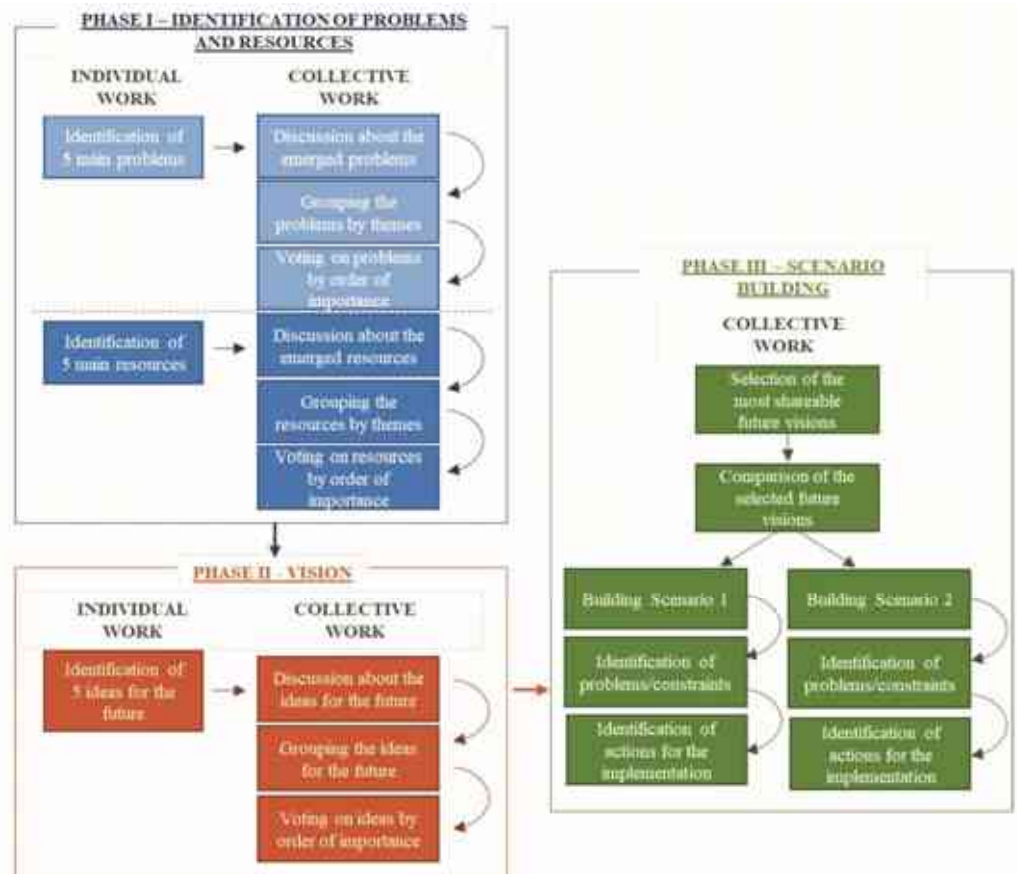 PHASE I – IDENTIFICATION OF PROBLEMS
AND RESOURCES
INDIVIDUAL
WORK
COLLECTIVE
WORK
Identification of
5 main problems
Discussion about the
emerged problems
Grouping the
problems by themes
Voting on problems
by order of
importance
Identification of
5 main resources
Discussion about the
emerged resources
Grouping the
resources by themes
Voting on resources
by order of
importance
PHASE II - VISION
INDIVIDUAL
WORK
COLLECTIVE
WORK
Identification of
5 ideas for the
future
Discussion about the
ideas for the future
Grouping the ideas
for the future
Voting on ideas by
order of importance
PHASE III – SCENARIO
BUILDING
COLLECTIVE
WORK
Selection of the
most shareable
future visions
Comparison of the
selected future
visions
Building Scenario 1
Identification of
problems/constraints
Identification of
actions for the
implementation
Building Scenario 2
Identification of
problems/constraints
Identification of
actions for the
implementation